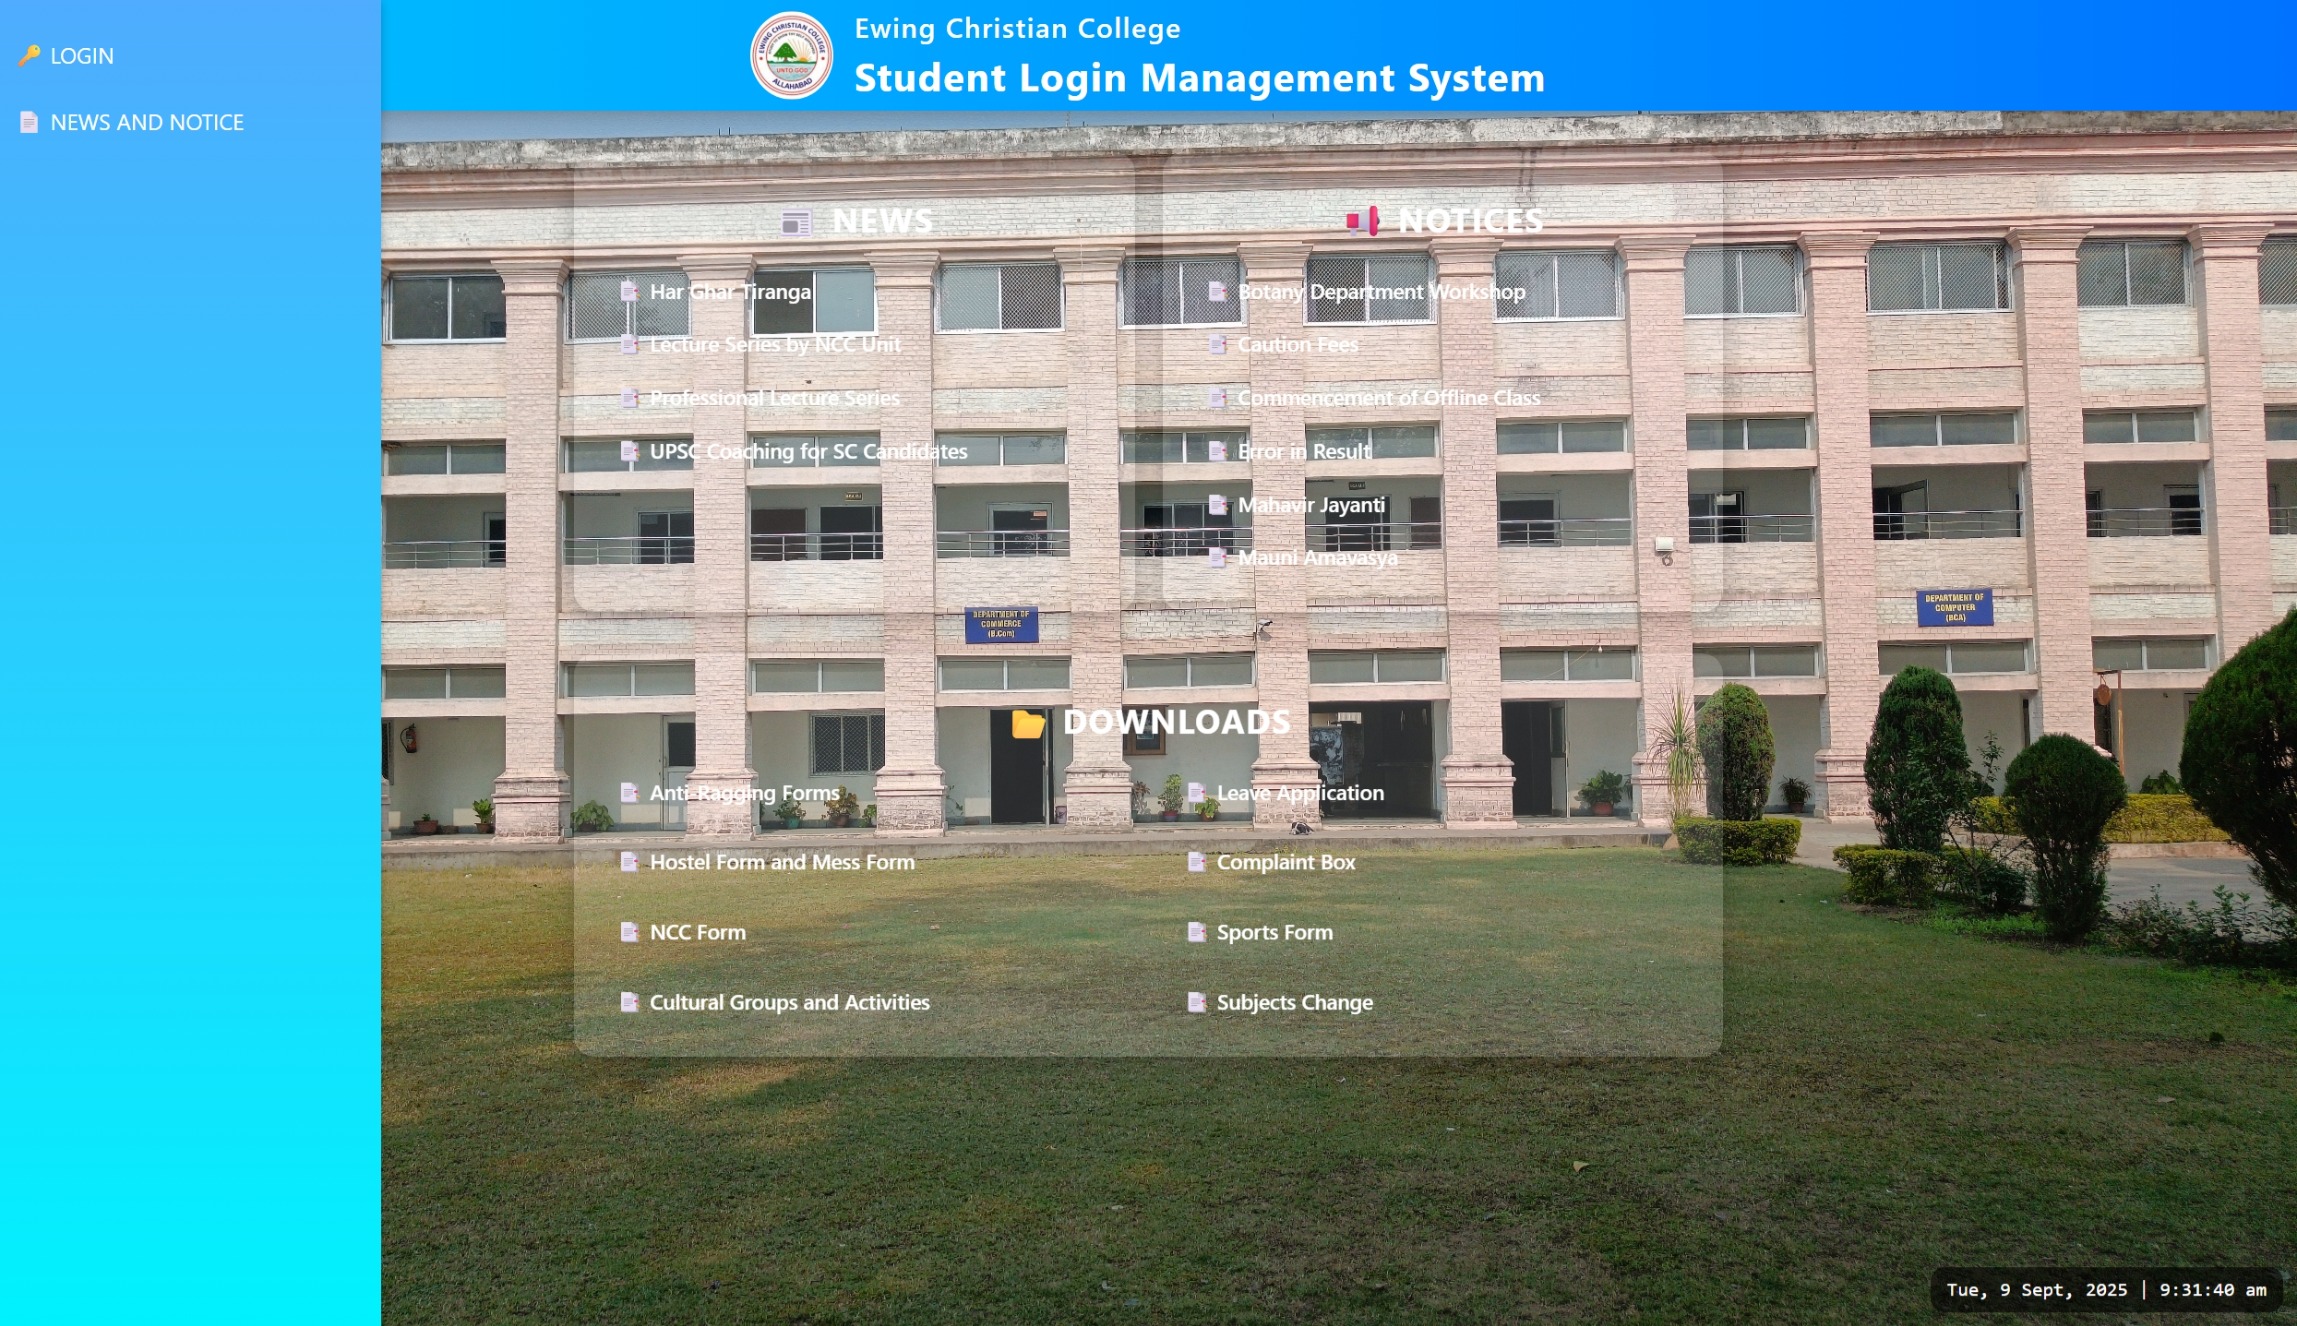 LOGIN
NEWS AND NOTICE
EWING CHRISTIAN COLLEGE
UNTO GOD
ALLAHABAD
Ewing Christian College
Student Login Management System
NEWS
Har Ghar Tiranga
Lecture Series by NCC Unit
Professional Lecture Series
UPSC Coaching for SC Candidates
NOTICES
Botany Department Workshop
Caution Fees
Commencement of Offline Class
Error in Result
Mahavir Jayanti
Mauni Amavasya
DEPARTMENT OF
COMMERCE
(B.Com)
DEPARTMENT OF
COMPUTER
(BCA)
DOWNLOADS
Anti-Ragging Forms
Leave Application
Hostel Form and Mess Form
Complaint Box
NCC Form
Sports Form
Cultural Groups and Activities
Subjects Change
Tue, 9 Sept, 2025 | 9:31:40 am